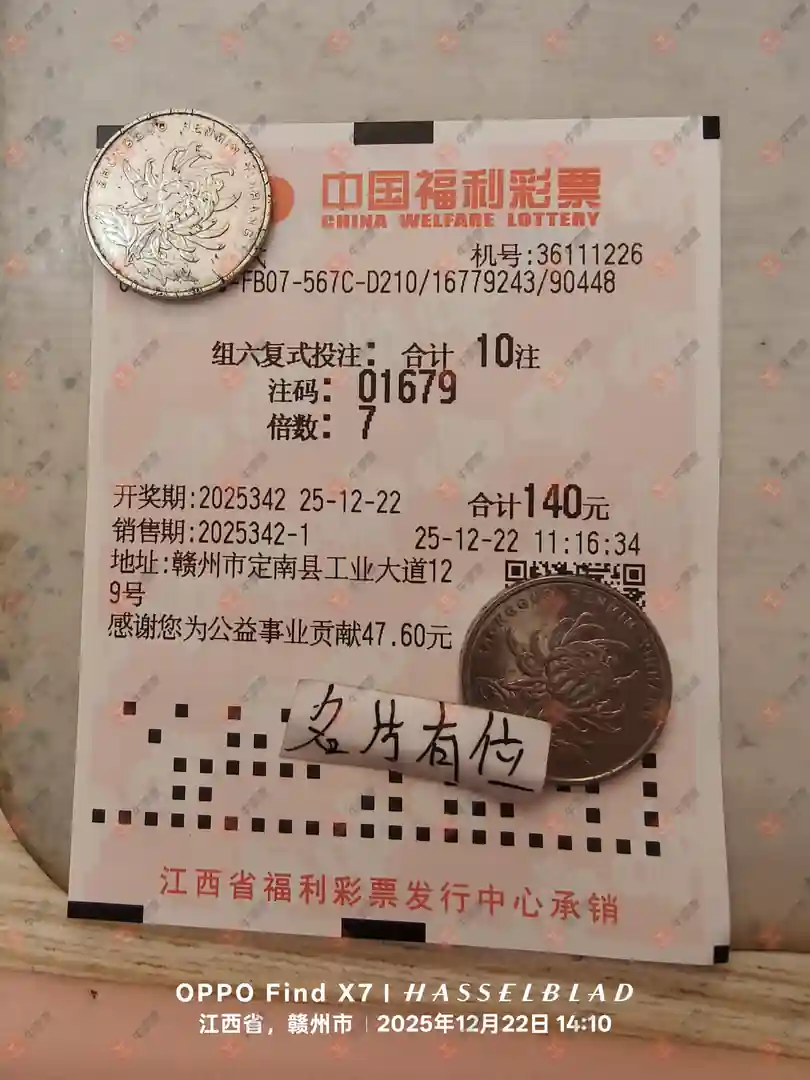 中国福利彩票
CHINA WELFARE LOTTERY
机号:36111226
-FB07-567C-D210/16779243/90448
组六复式投注: 合计 10注
注码: 01679
倍数: 7
开奖期:2025342 25-12-22 合计140元
销售期:2025342-1 25-12-22 11:16:34
地址:赣州市定南县工业大道12
9号
感谢您为公益事业贡献47.60元
名片有位
江西省福利彩票发行中心承销
OPPO Find X7 | HASSELBLAD
江西省，赣州市 | 2025年12月22日 14:10